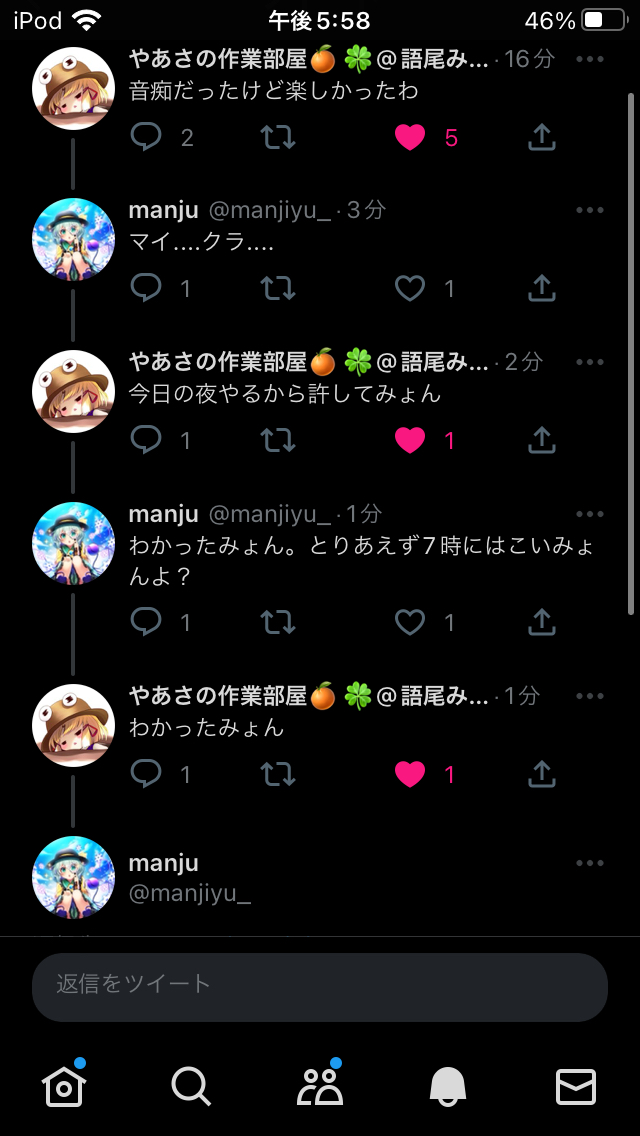 iPod 午後5:58 46%
やあさの作業部屋🍊 🍀@語尾み… · 16分
音痴だったけど楽しかったわ
2 5
manju @manjiyu_ · 3分
マイ....クラ....
1 1
やあさの作業部屋🍊 🍀@語尾み… · 2分
今日の夜やるから許してみょん
1 1
manju @manjiyu_ · 1分
わかったみょん。とりあえず7時にはこいみょ
んよ？
1 1
やあさの作業部屋🍊 🍀@語尾み… · 1分
わかったみょん
1 1
manju
@manjiyu_
返信をツイート